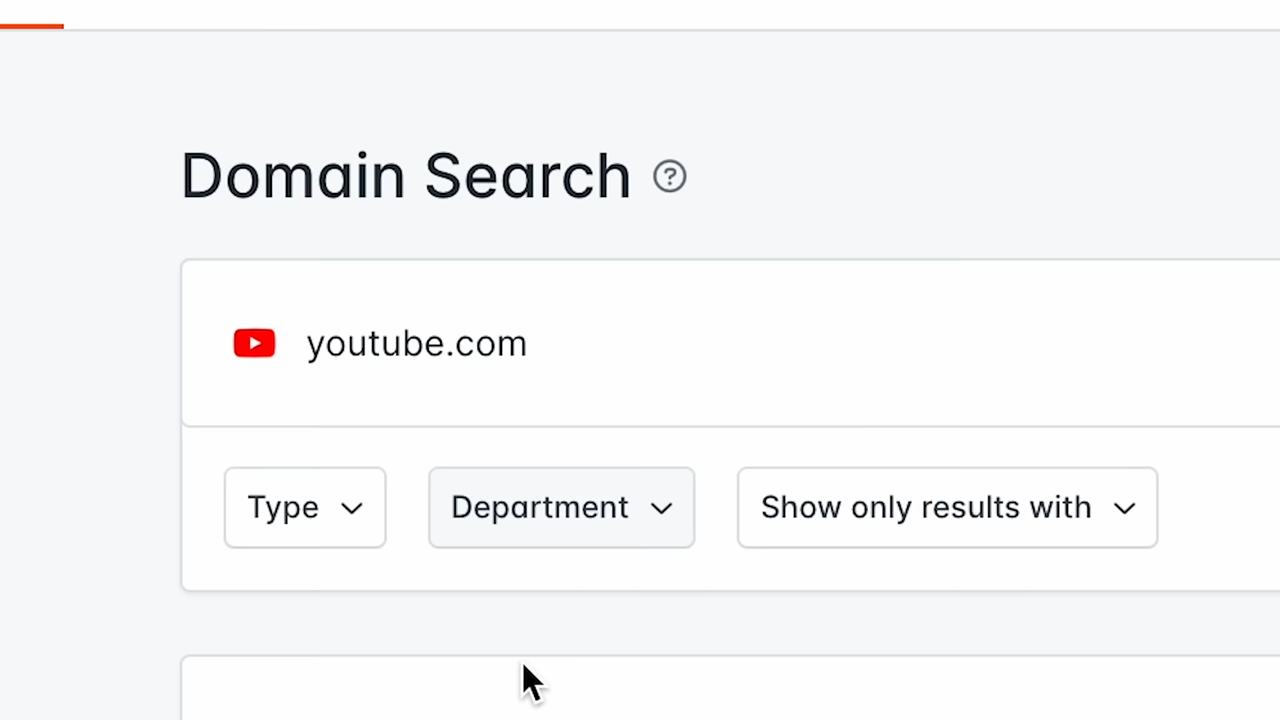 Domain Search ?
youtube.com
Type
Department
Show only results with